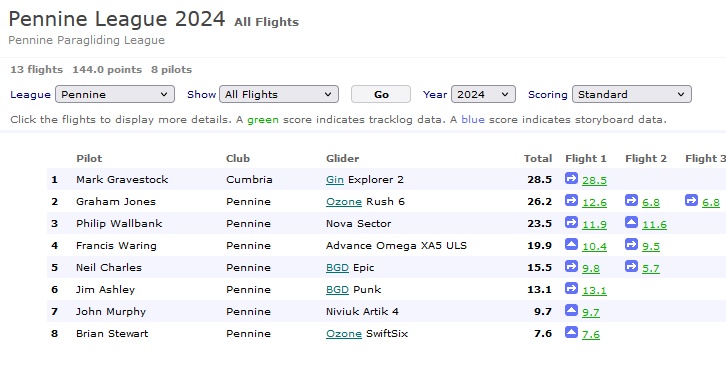 Pennine League 2024 All Flights
Pennine Paragliding League
13 flights 144.0 points 8 pilots
League Pennine Show All Flights Go Year 2024 Scoring Standard
Click the flights to display more details. A green score indicates tracklog data. A blue score indicates storyboard data.
Pilot Club Glider Total Flight 1 Flight 2 Flight 3
1 Mark Gravestock Cumbria Gin Explorer 2 28.5 28.5
2 Graham Jones Pennine Ozone Rush 6 26.2 12.6 6.8 6.8
3 Philip Wallbank Pennine Nova Sector 23.5 11.9 11.6
4 Francis Waring Pennine Advance Omega XA5 ULS 19.9 10.4 9.5
5 Neil Charles Pennine BGD Epic 15.5 9.8 5.7
6 Jim Ashley Pennine BGD Punk 13.1 13.1
7 John Murphy Pennine Niviuk Artik 4 9.7 9.7
8 Brian Stewart Pennine Ozone SwiftSix 7.6 7.6